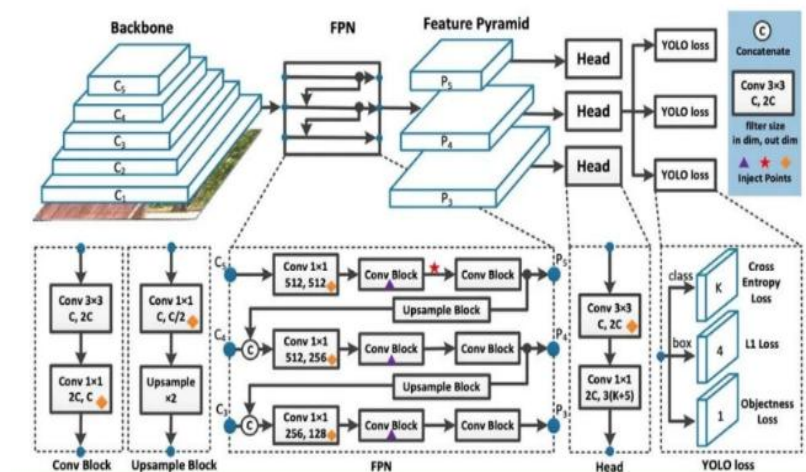 Backbone
FPN
Feature Pyramid
C5
C4
C3
C2
C1
P5
P4
P3
Head
Head
Head
YOLO loss
YOLO loss
YOLO loss
C
Concatenate
Conv 3×3
C, 2C
filter size
in dim, out dim
Inject Points
Conv 3×3
C, 2C
Conv 1×1
2C, C
Conv Block
Conv 1×1
C, C/2
Upsample
×2
Upsample Block
C5
Conv 1×1
512, 512
Conv Block
Conv Block
P5
Upsample Block
C4
C
Conv 1×1
512, 256
Conv Block
Conv Block
P4
Upsample Block
C3
C
Conv 1×1
256, 128
Conv Block
Conv Block
P3
FPN
Conv 3×3
C, 2C
Conv 1×1
2C, 3(K+5)
Head
class
K
Cross
Entropy
Loss
box
4
L1 Loss
1
Objectness
Loss
YOLO loss